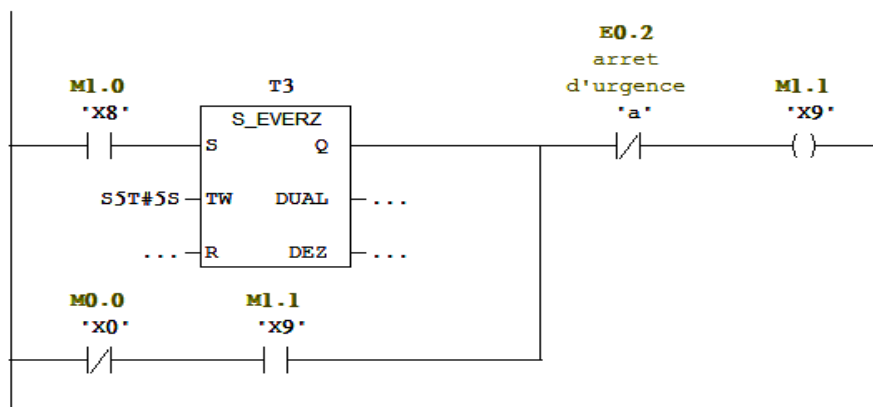 E0.2
arret
M1.0 T3 d'urgence M1.1
"X8" "a" "X9"
S_EVERZ
S Q
S5T#5S TW DUAL ...
... R DEZ ...
M0.0 M1.1
"X0" "X9"